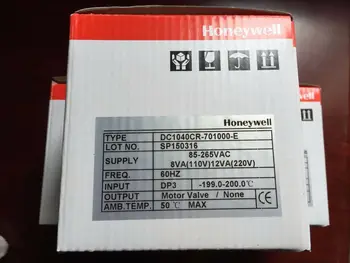 Honeywell
Honeywell
TYPE DC1040CR-701000-E
LOT NO. SP150316
SUPPLY 85-265VAC
8VA(110V)12VA(220V)
FREQ. 60HZ
INPUT DP3 -199.0-200.0℃
OUTPUT Motor Valve / None
AMB.TEMP. 50℃ MAX
CE